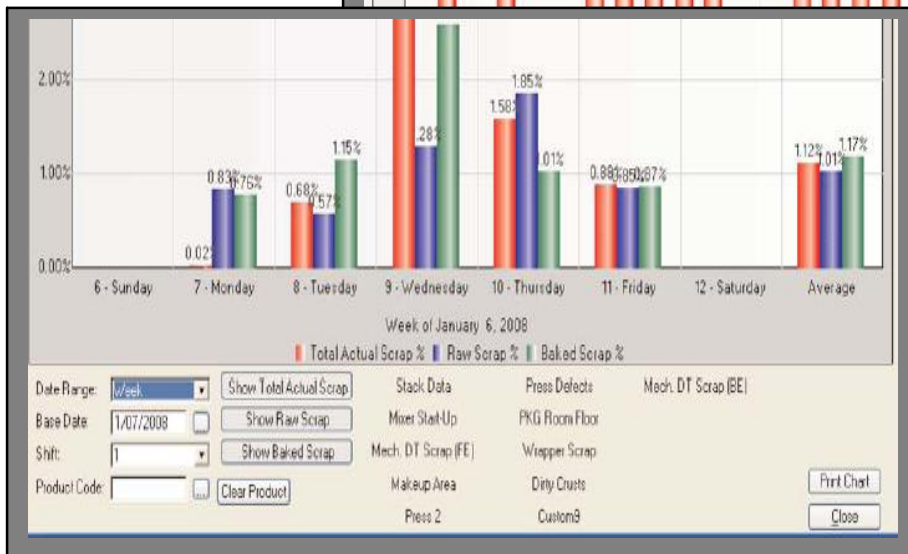 2.00%
1.85%
1.58%
.28%
1.15%
1.01%
1.12%
1.01%
1.17%
1.00%
0.83%
0.76%
0.68%
0.57%
0.88%
0.85%
0.87%
0.02%
0.00%
6 - Sunday 7 - Monday 8 - Tuesday 9 - Wednesday 10 - Thursday 11 - Friday 12 - Saturday Average
Week of January 6, 2008
Total Actual Scrap % Raw Scrap % Baked Scrap %
Date Range: Week Show Total Actual Scrap Stack Data Press Defects Mech. DT Scrap (BE)
Base Date: 1/07/2008 Show Raw Scrap Mixer Start-Up PKG Room Floor
Shift: 1 Show Baked Scrap Mech. DT Scrap (FE) Wrapper Scrap
Product Code: ... Clear Product Makeup Area Dirty Crusts Print Chart
Press 2 Custom9 Close